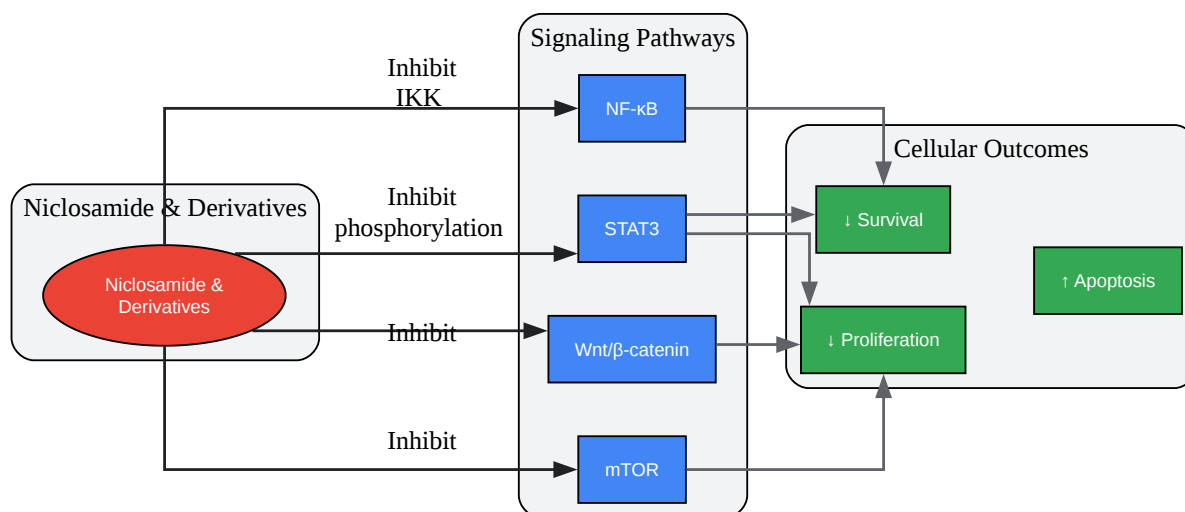 Signaling Pathways
Inhibit
IKK
NF-κB
Cellular Outcomes
Niclosamide & Derivatives
Inhibit
phosphorylation
STAT3
↓ Survival
Niclosamide &
Derivatives
↑ Apoptosis
Inhibit
Wnt/β-catenin
↓ Proliferation
Inhibit
mTOR